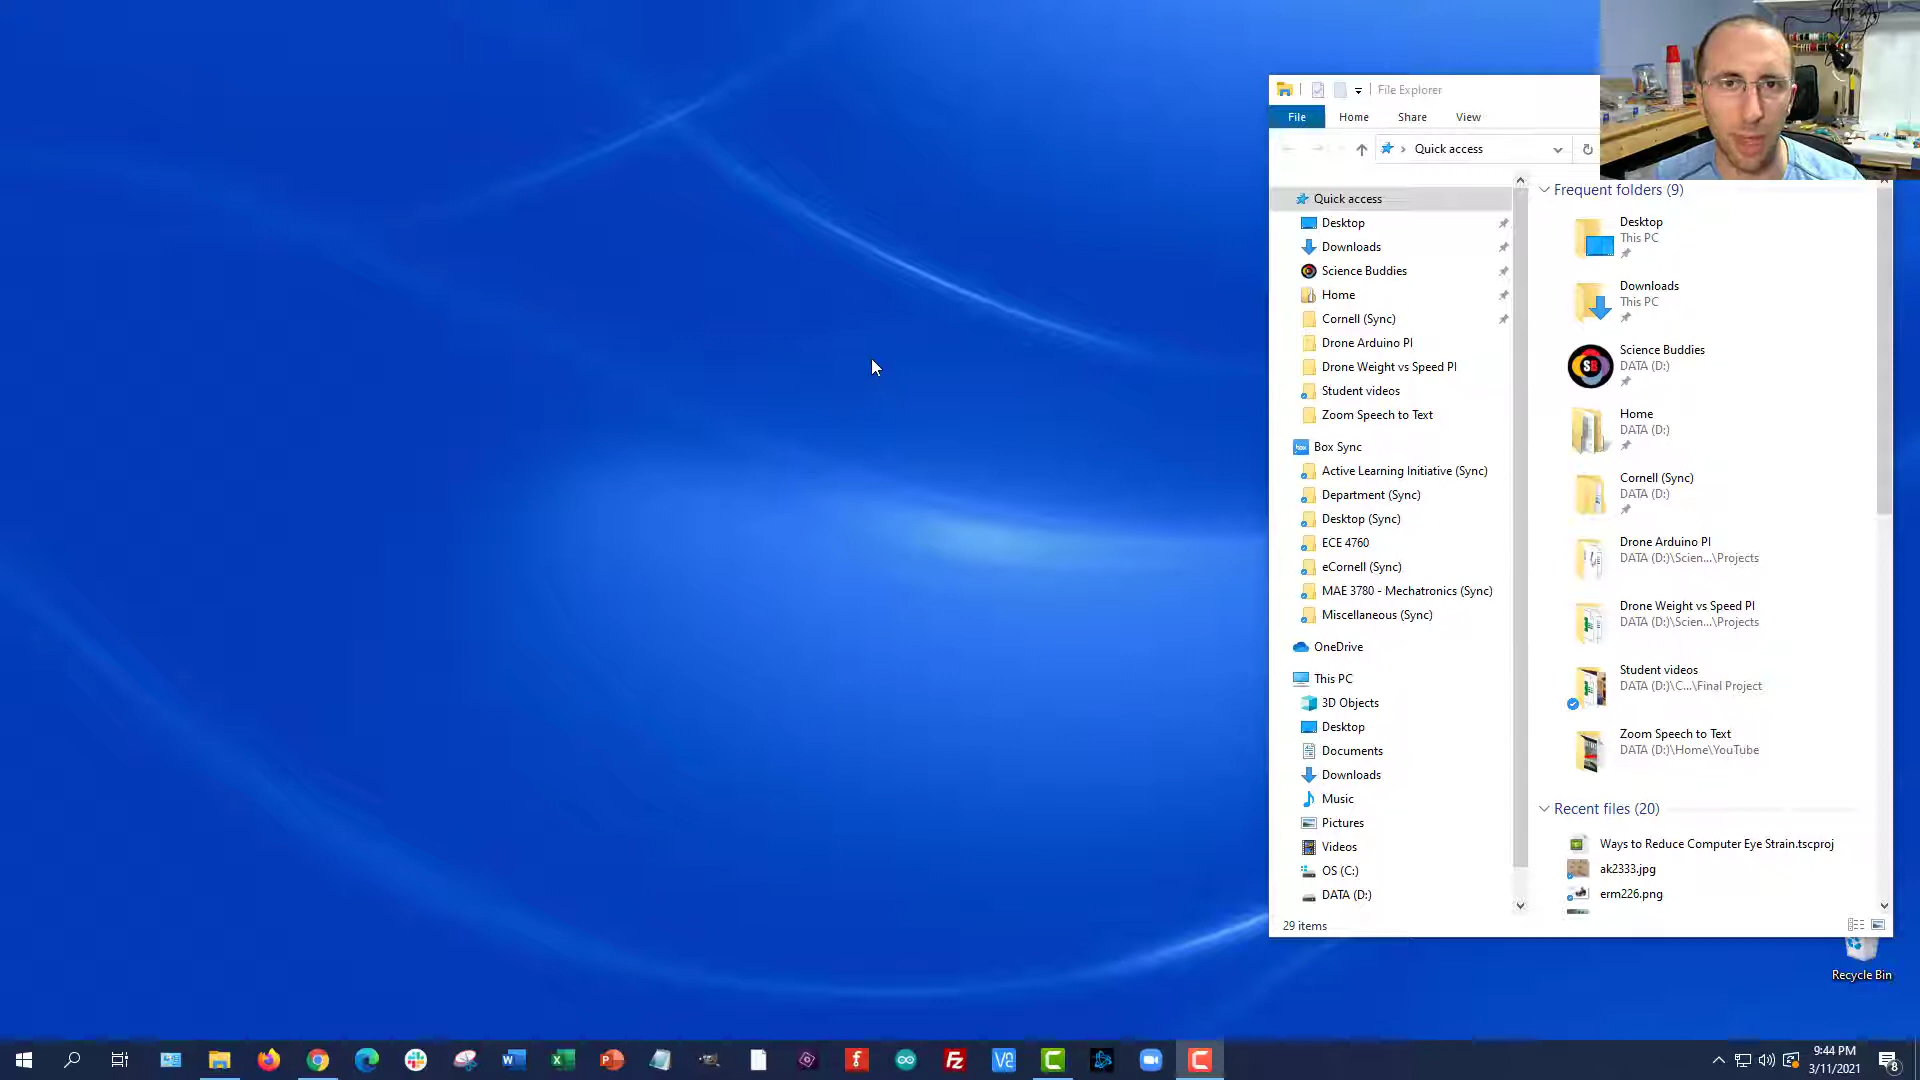 File Explorer
File Home Share View
Quick access
Quick access
Desktop
Downloads
Science Buddies
Home
Cornell (Sync)
Drone Arduino PI
Drone Weight vs Speed PI
Student videos
Zoom Speech to Text
box Box Sync
Active Learning Initiative (Sync)
Department (Sync)
Desktop (Sync)
ECE 4760
eCornell (Sync)
MAE 3780 - Mechatronics (Sync)
Miscellaneous (Sync)
OneDrive
This PC
3D Objects
Desktop
Documents
Downloads
Music
Pictures
Videos
OS (C:)
DATA (D:)
29 items
Frequent folders (9)
Desktop
This PC
Downloads
This PC
SB
Science Buddies
DATA (D:)
Home
DATA (D:)
Cornell (Sync)
DATA (D:)
Drone Arduino PI
DATA (D:)\Scien...\Projects
Drone Weight vs Speed PI
DATA (D:)\Scien...\Projects
Student videos
DATA (D:)\C...\Final Project
Zoom Speech to Text
DATA (D:)\Home\YouTube
Recent files (20)
Ways to Reduce Computer Eye Strain.tscproj
ak2333.jpg
erm226.png
Recycle Bin
9:44 PM
3/11/2021
8